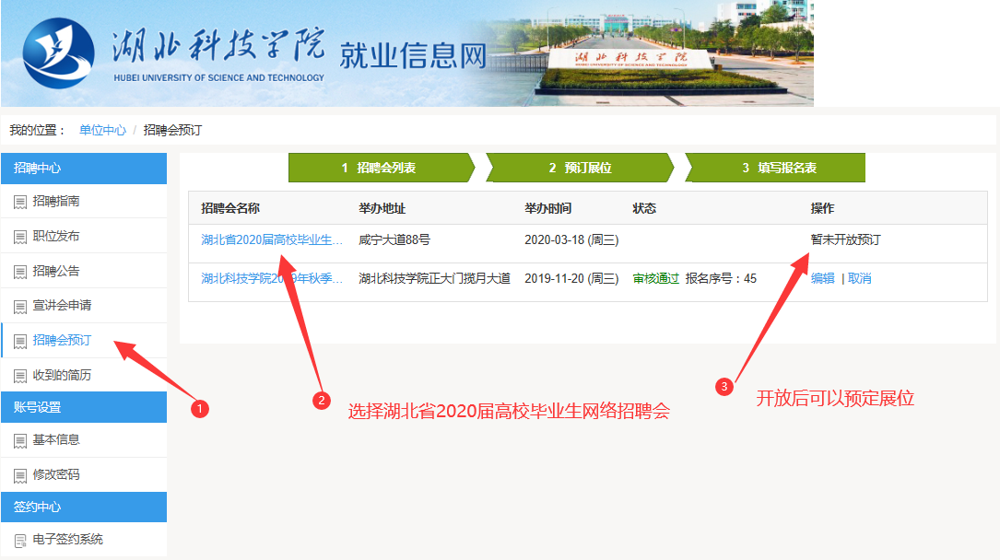 湖北科技学院 就业信息网
HUBEI UNIVERSITY OF SCIENCE AND TECHNOLOGY
湖北科技学院
HUBEI UNIVERSITY OF SCIENCE AND TECHNOLOGY
我的位置： 单位中心 / 招聘会预订
招聘中心
招聘指南
职位发布
招聘公告
宣讲会申请
招聘会预订
收到的简历
账号设置
基本信息
修改密码
签约中心
电子签约系统
1 招聘会列表 2 预订展位 3 填写报名表
招聘会名称 举办地址 举办时间 状态 操作
湖北省2020届高校毕业生... 咸宁大道88号 2020-03-18 (周三) 暂未开放预订
湖北科技学院2019年秋季... 湖北科技学院正大门揽月大道 2019-11-20 (周三) 审核通过 报名序号：45 编辑 | 取消
1
2 选择湖北省2020届高校毕业生网络招聘会
3 开放后可以预定展位